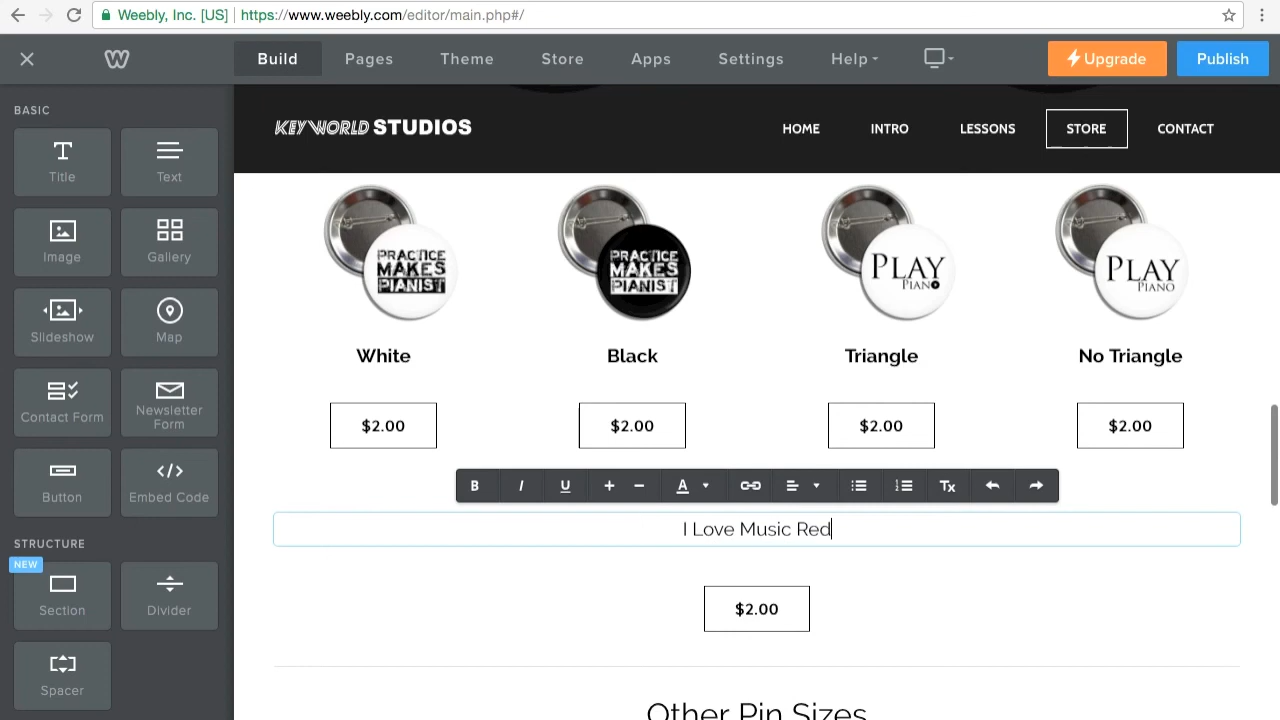 Weebly, Inc. [US] https://www.weebly.com/editor/main.php#/
W Build Pages Theme Store Apps Settings Help Upgrade Publish
BASIC
Title Text
Image Gallery
Slideshow Map
Contact Form Newsletter Form
Button Embed Code
STRUCTURE
NEW
Section Divider
Spacer
KEYWORLD STUDIOS HOME INTRO LESSONS STORE CONTACT
PRACTICE MAKES PIANIST
PRACTICE MAKES PIANIST
PLAY PIANO
PLAY PIANO
White Black Triangle No Triangle
$2.00 $2.00 $2.00 $2.00
B I U + − A Tx
I Love Music Red
$2.00
Other Pin Sizes